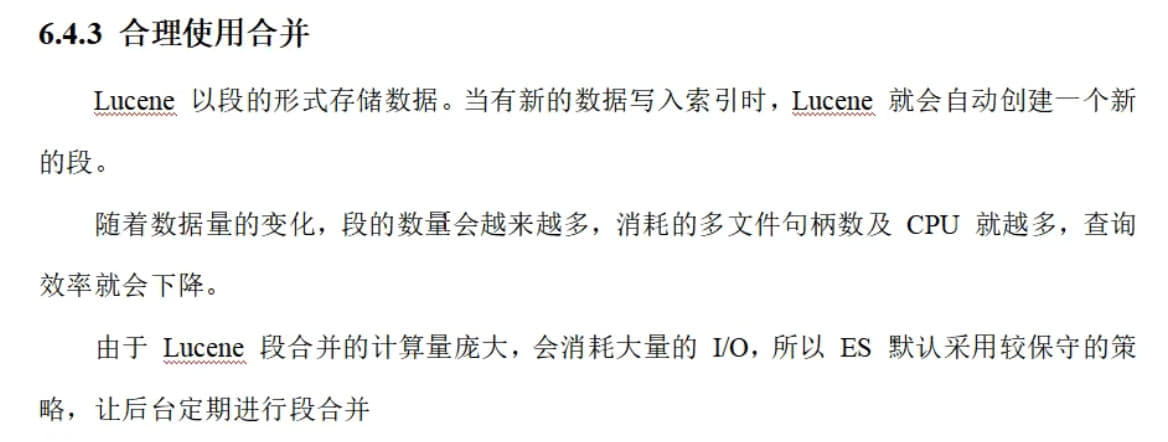 6.4.3 合理使用合并
Lucene 以段的形式存储数据。当有新的数据写入索引时，Lucene 就会自动创建一个新
的段。
随着数据量的变化，段的数量会越来越多，消耗的多文件句柄数及 CPU 就越多，查询
效率就会下降。
由于 Lucene 段合并的计算量庞大，会消耗大量的 I/O，所以 ES 默认采用较保守的策
略，让后台定期进行段合并